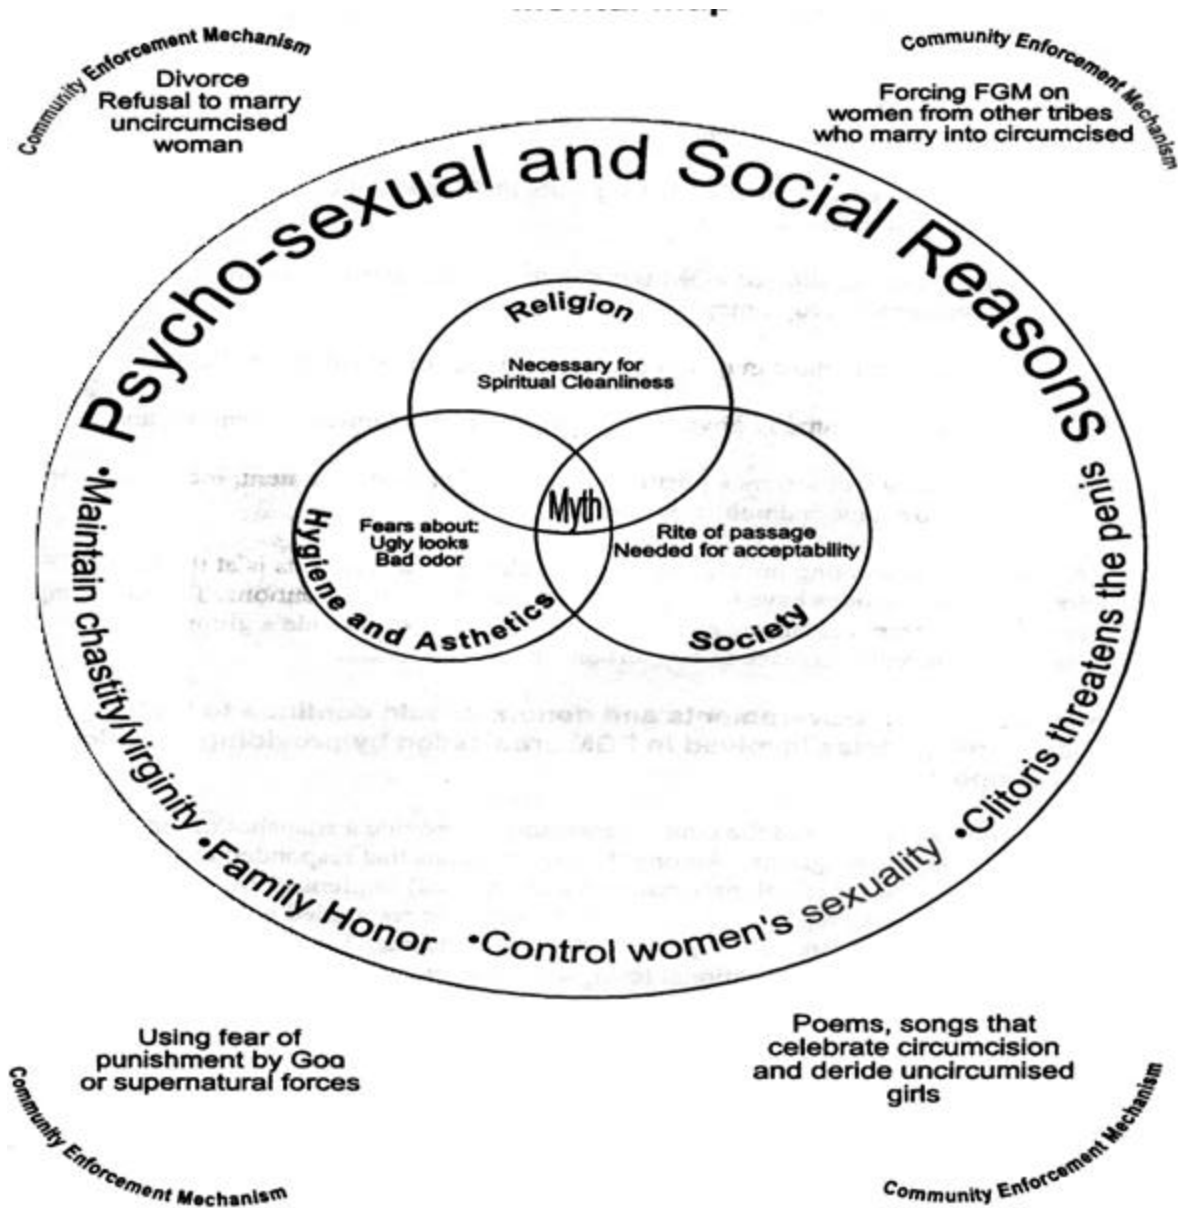 Community Enforcement Mechanism
Divorce
Refusal to marry
uncircumcised
woman
Community Enforcement Mechanism
Forcing FGM on
women from other tribes
who marry into circumcised
Psycho-sexual and Social Reasons
Religion
Necessary for
Spiritual Cleanliness
Myth
Fears about:
Ugly looks
Bad odor
Hygiene and Asthetics
Rite of passage
Needed for acceptability
Society
•Maintain chastity/virginity •Family Honor •Control women's sexuality •Clitoris threatens the penis
Using fear of
punishment by God
or supernatural forces
Community Enforcement Mechanism
Poems, songs that
celebrate circumcision
and deride uncircumised
girls
Community Enforcement Mechanism